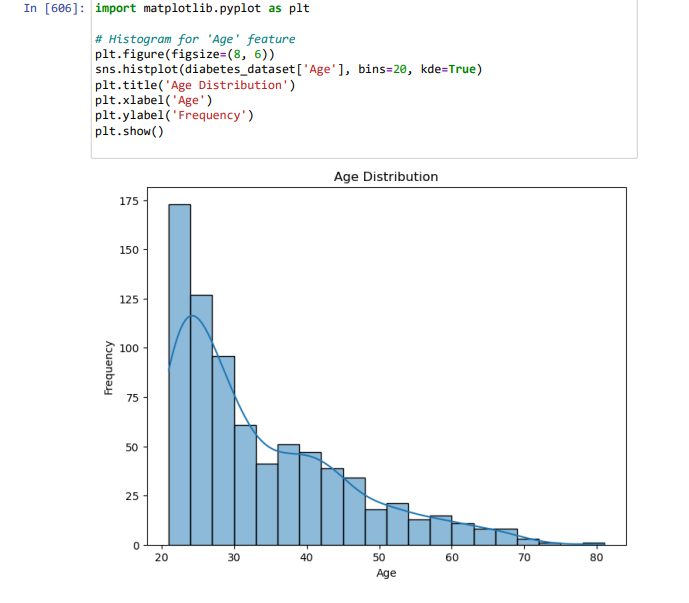 In [606]: import matplotlib.pyplot as plt
# Histogram for 'Age' feature
plt.figure(figsize=(8, 6))
sns.histplot(diabetes_dataset['Age'], bins=20, kde=True)
plt.title('Age Distribution')
plt.xlabel('Age')
plt.ylabel('Frequency')
plt.show()
Age Distribution
175
150
125
100
75
50
25
0
Frequency
20 30 40 50 60 70 80
Age